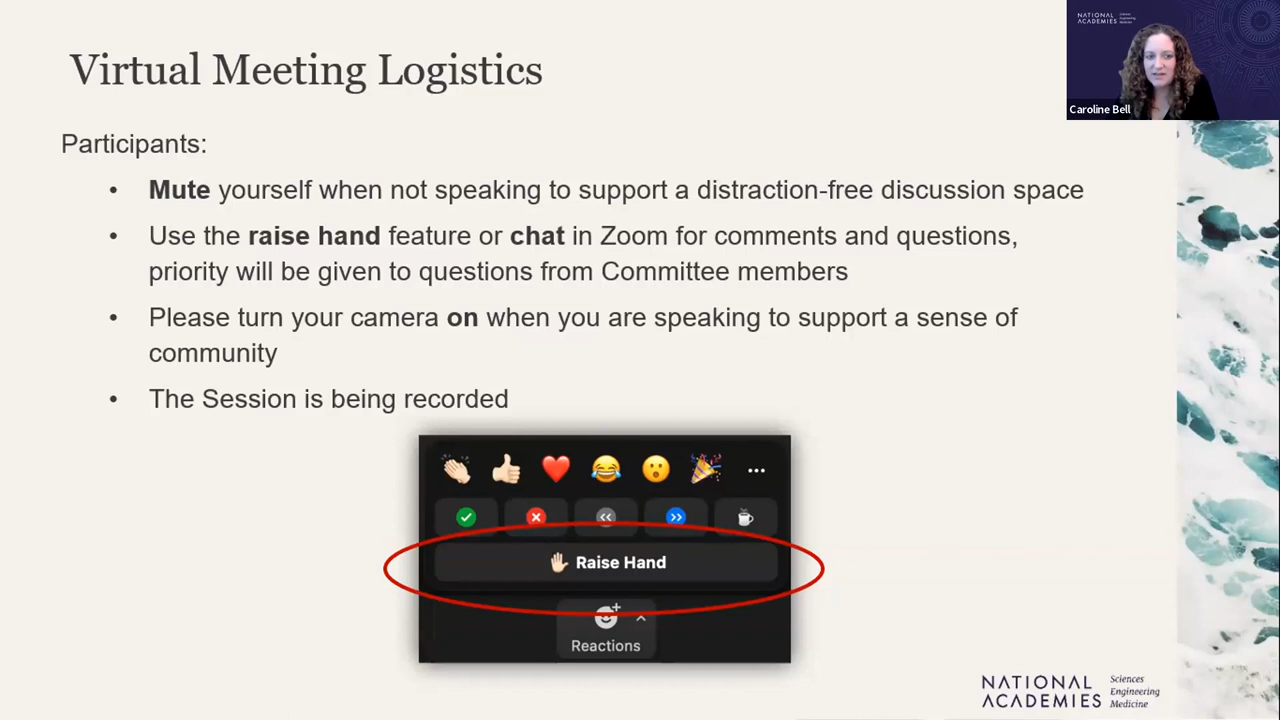 Virtual Meeting Logistics
NATIONAL ACADEMIES
Sciences
Engineering
Medicine
Caroline Bell
Participants:
• Mute yourself when not speaking to support a distraction-free discussion space
• Use the raise hand feature or chat in Zoom for comments and questions,
priority will be given to questions from Committee members
• Please turn your camera on when you are speaking to support a sense of
community
• The Session is being recorded
Raise Hand
Reactions
NATIONAL
ACADEMIES
Sciences
Engineering
Medicine